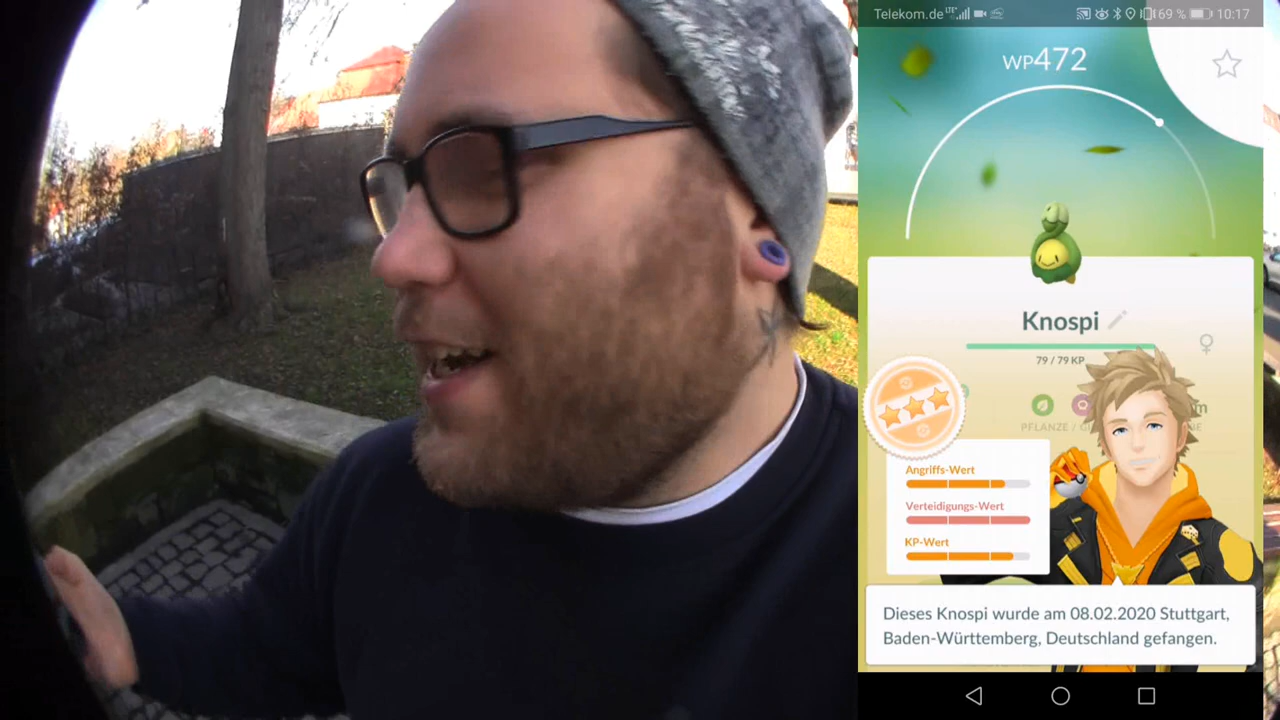 Telekom.de LTE 69 % 10:17
WP472
Knospi
79 / 79 KP
PFLANZE /
Angriffs-Wert
Verteidigungs-Wert
KP-Wert
Dieses Knospi wurde am 08.02.2020 Stuttgart,
Baden-Württemberg, Deutschland gefangen.